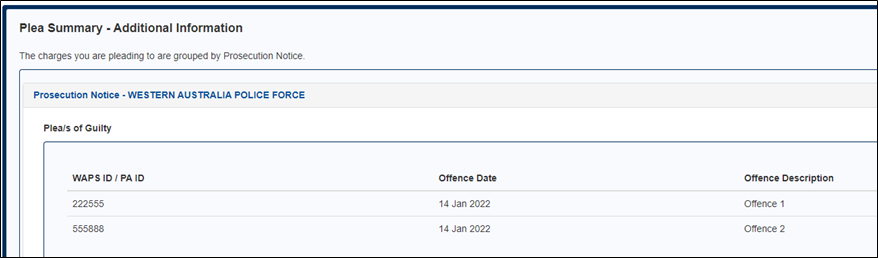 Plea Summary - Additional Information
The charges you are pleading to are grouped by Prosecution Notice.
Prosecution Notice - WESTERN AUSTRALIA POLICE FORCE
Plea/s of Guilty
WAPS ID / PA ID Offence Date Offence Description
222555 14 Jan 2022 Offence 1
555888 14 Jan 2022 Offence 2